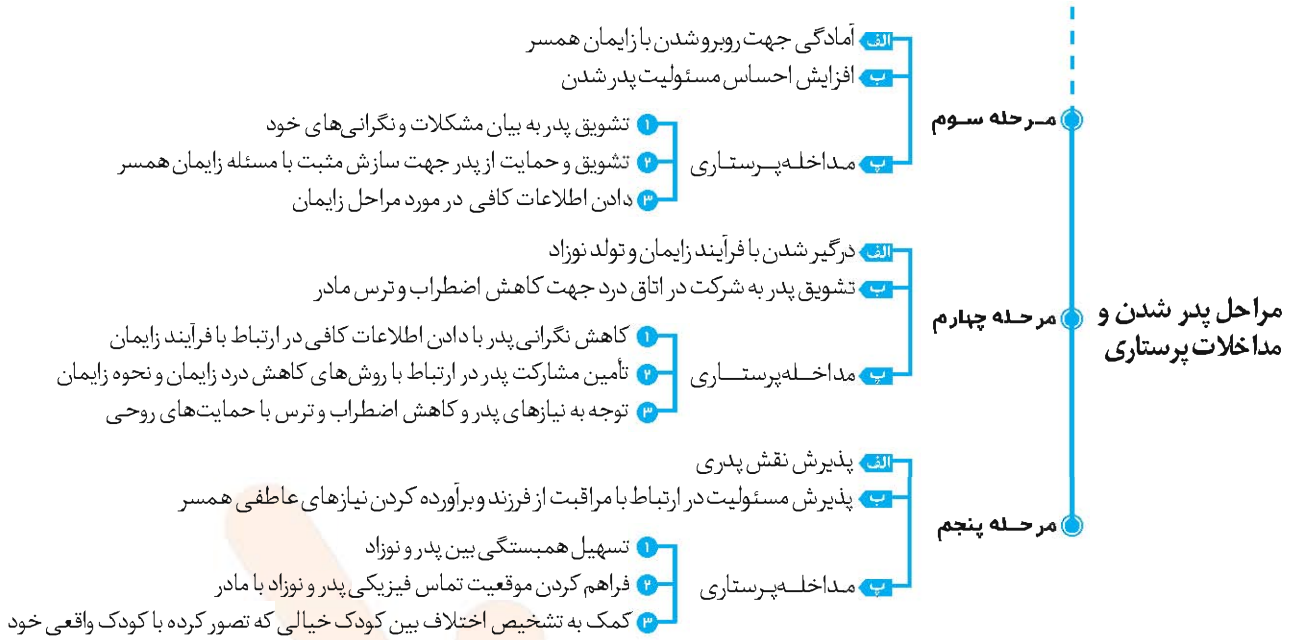 مراحل پدر شدن و
مداخلات پرستاری
مرحله سوم
الف آمادگی جهت روبرو شدن با زایمان همسر
ب افزایش احساس مسئولیت پدر شدن
پ مداخله پرستاری
۱ تشویق پدر به بیان مشکلات و نگرانی‌های خود
۲ تشویق و حمایت از پدر جهت سازش مثبت با مسئله زایمان همسر
۳ دادن اطلاعات کافی در مورد مراحل زایمان
مرحله چهارم
الف درگیر شدن با فرآیند زایمان و تولد نوزاد
ب تشویق پدر به شرکت در اتاق درد جهت کاهش اضطراب و ترس مادر
پ مداخله پرستاری
۱ کاهش نگرانی پدر با دادن اطلاعات کافی در ارتباط با فرآیند زایمان
۲ تأمین مشارکت پدر در ارتباط با روش‌های کاهش درد زایمان و نحوه زایمان
۳ توجه به نیازهای پدر و کاهش اضطراب و ترس با حمایت‌های روحی
مرحله پنجم
الف پذیرش نقش پدری
ب پذیرش مسئولیت در ارتباط با مراقبت از فرزند و برآورده کردن نیازهای عاطفی همسر
پ مداخله پرستاری
۱ تسهیل همبستگی بین پدر و نوزاد
۲ فراهم کردن موقعیت تماس فیزیکی پدر و نوزاد با مادر
۳ کمک به تشخیص اختلاف بین کودک خیالی که تصور کرده با کودک واقعی خود